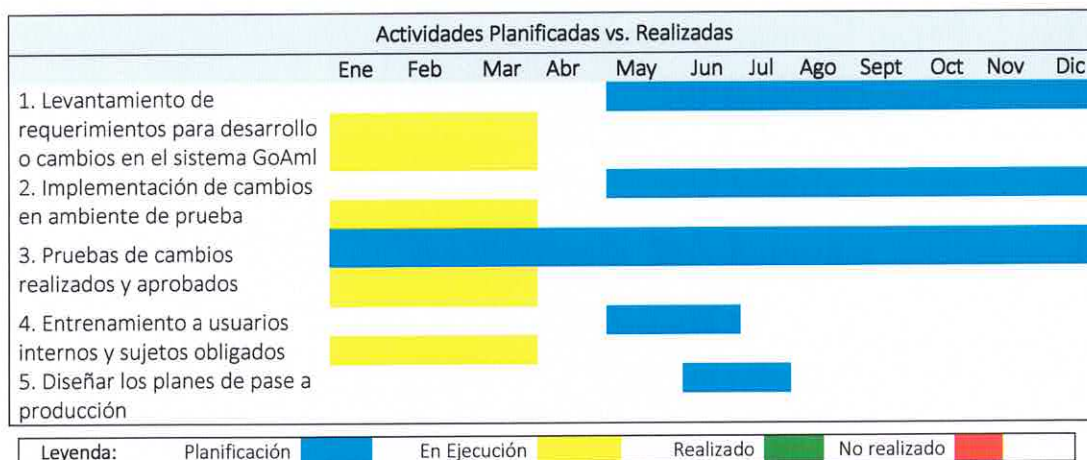 Actividades Planificadas vs. Realizadas
Ene Feb Mar Abr May Jun Jul Ago Sept Oct Nov Dic
1. Levantamiento de
requerimientos para desarrollo
o cambios en el sistema GoAml
2. Implementación de cambios
en ambiente de prueba
3. Pruebas de cambios
realizados y aprobados
4. Entrenamiento a usuarios
internos y sujetos obligados
5. Diseñar los planes de pase a
producción
Leyenda: Planificación En Ejecución Realizado No realizado